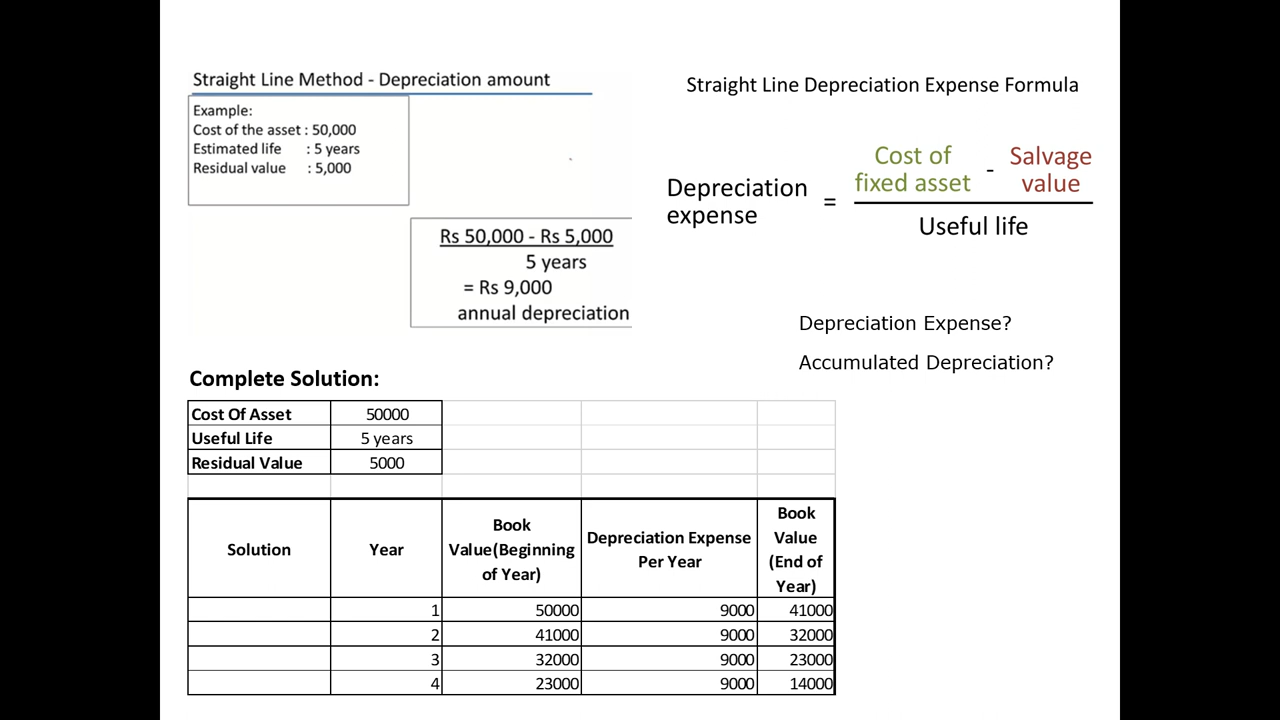 Straight Line Method - Depreciation amount
Example:
Cost of the asset : 50,000
Estimated life : 5 years
Residual value : 5,000
Rs 50,000 - Rs 5,000
5 years
= Rs 9,000
annual depreciation
Straight Line Depreciation Expense Formula
Depreciation
expense
=
Cost of
fixed asset
-
Salvage
value
Useful life
Depreciation Expense?
Accumulated Depreciation?
Complete Solution:
Cost Of Asset 50000
Useful Life 5 years
Residual Value 5000
Solution
Year
Book
Value(Beginning
of Year)
Depreciation Expense
Per Year
Book
Value
(End of
Year)
1 50000 9000 41000
2 41000 9000 32000
3 32000 9000 23000
4 23000 9000 14000